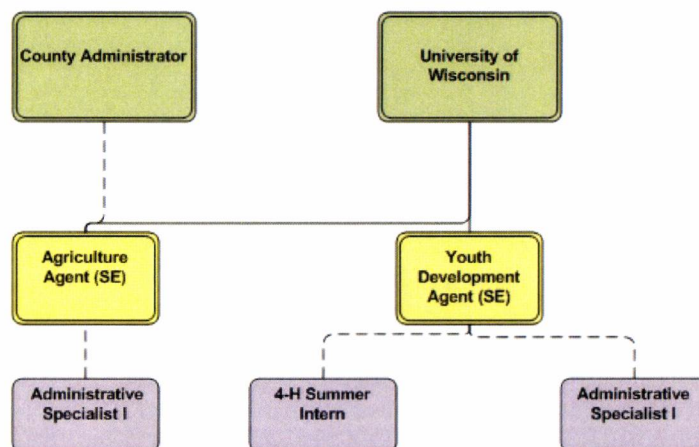 County Administrator
University of
Wisconsin
Agriculture
Agent (SE)
Youth
Development
Agent (SE)
Administrative
Specialist I
4-H Summer
Intern
Administrative
Specialist I